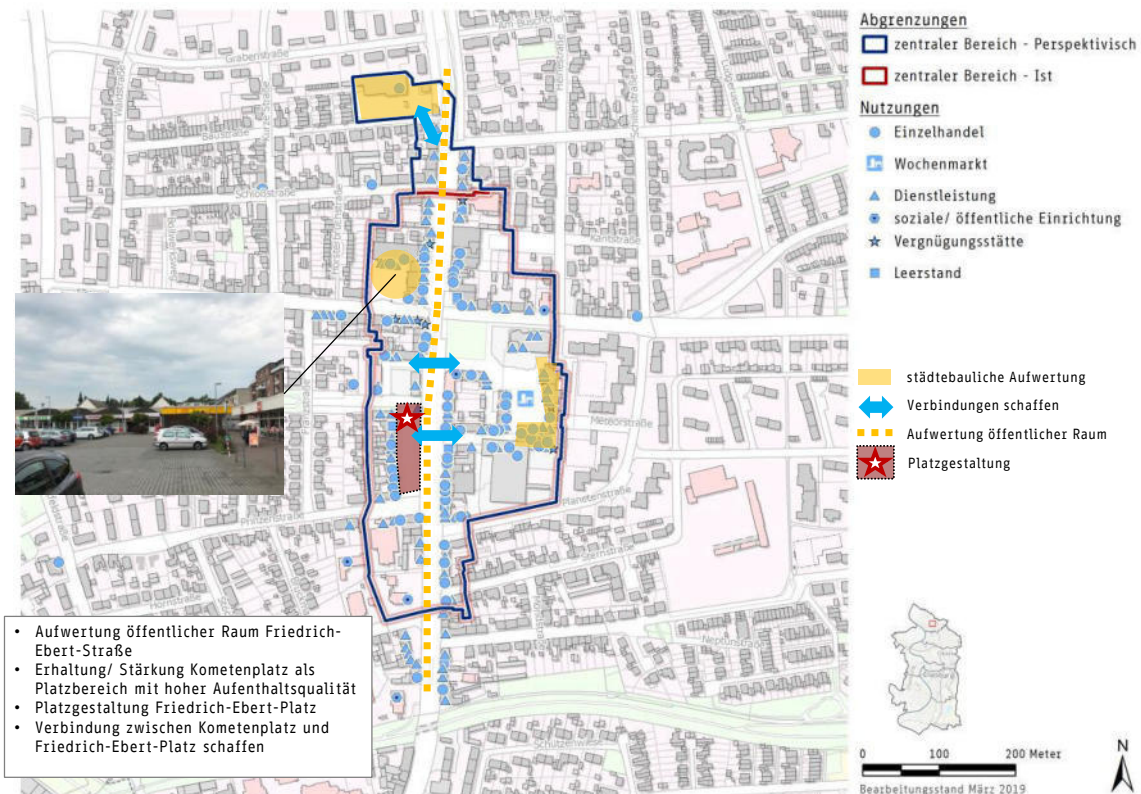 Abgrenzungen
zentraler Bereich - Perspektivisch
zentraler Bereich - Ist
Nutzungen
Einzelhandel
Wochenmarkt
Dienstleistung
soziale/ öffentliche Einrichtung
Vergnügungsstätte
Leerstand
städtebauliche Aufwertung
Verbindungen schaffen
Aufwertung öffentlicher Raum
Platzgestaltung
Grabenstraße
Kantstraße
Meteorstraße
Planetenstraße
Prinzenstraße
Sternstraße
Neptunstraße
Schützenwiese
• Aufwertung öffentlicher Raum Friedrich-
Ebert-Straße
• Erhaltung/ Stärkung Kometenplatz als
Platzbereich mit hoher Aufenthaltsqualität
• Platzgestaltung Friedrich-Ebert-Platz
• Verbindung zwischen Kometenplatz und
Friedrich-Ebert-Platz schaffen
0 100 200 Meter
N
Bearbeitungsstand März 2019